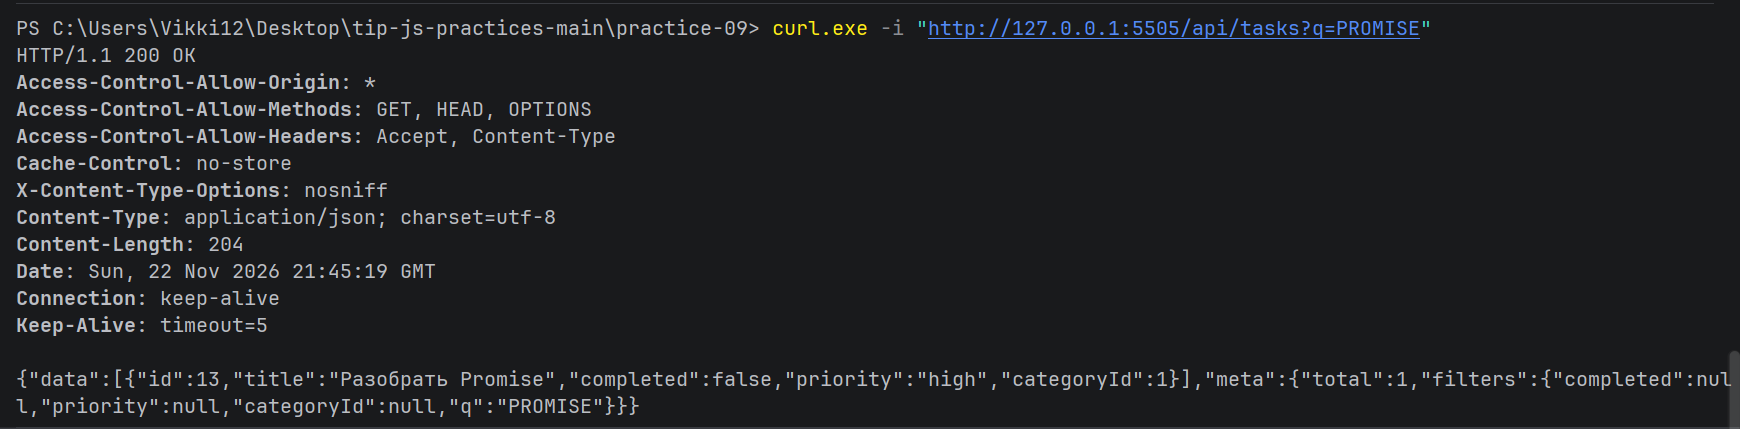 PS C:\Users\Vikki12\Desktop\tip-js-practices-main\practice-09> curl.exe -i "http://127.0.0.1:5505/api/tasks?q=PROMISE"
HTTP/1.1 200 OK
Access-Control-Allow-Origin: *
Access-Control-Allow-Methods: GET, HEAD, OPTIONS
Access-Control-Allow-Headers: Accept, Content-Type
Cache-Control: no-store
X-Content-Type-Options: nosniff
Content-Type: application/json; charset=utf-8
Content-Length: 204
Date: Sun, 22 Nov 2026 21:45:19 GMT
Connection: keep-alive
Keep-Alive: timeout=5
{"data":[{"id":13,"title":"Разобрать Promise","completed":false,"priority":"high","categoryId":1}],"meta":{"total":1,"filters":{"completed":nul
l,"priority":null,"categoryId":null,"q":"PROMISE"}}}